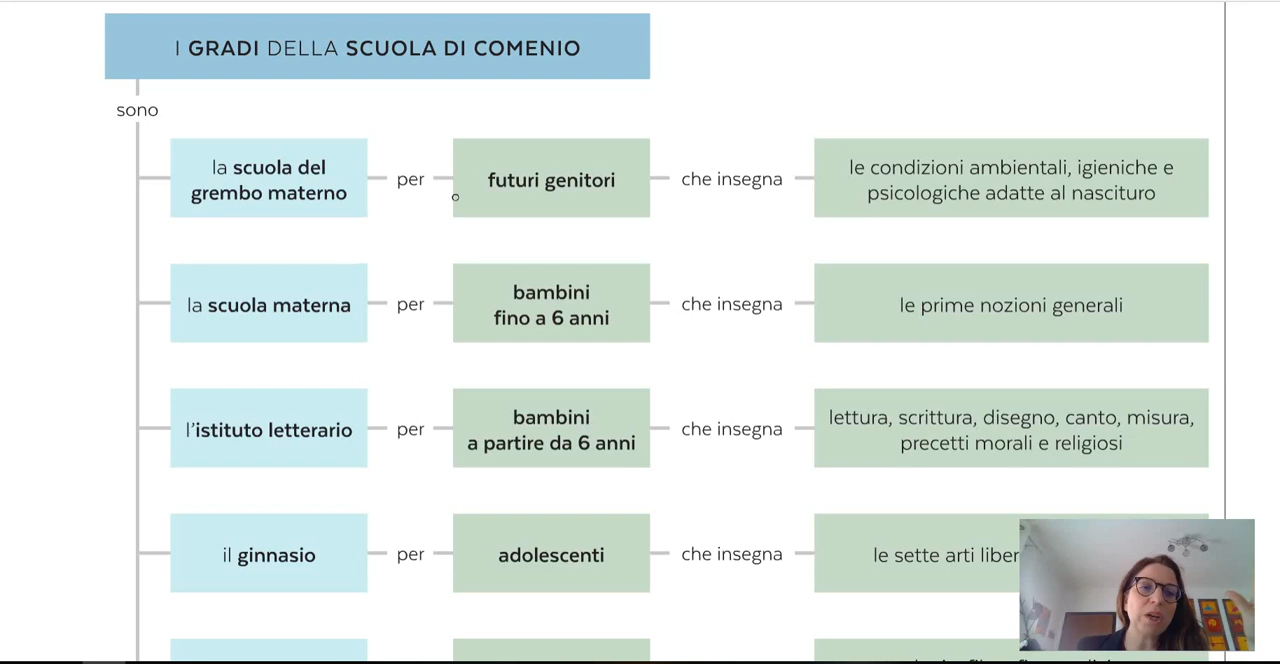 I GRADI DELLA SCUOLA DI COMENIO
sono
la scuola del
grembo materno
per
futuri genitori
che insegna
le condizioni ambientali, igieniche e
psicologiche adatte al nascituro
la scuola materna
per
bambini
fino a 6 anni
che insegna
le prime nozioni generali
l'istituto letterario
per
bambini
a partire da 6 anni
che insegna
lettura, scrittura, disegno, canto, misura,
precetti morali e religiosi
il ginnasio
per
adolescenti
che insegna
le sette arti